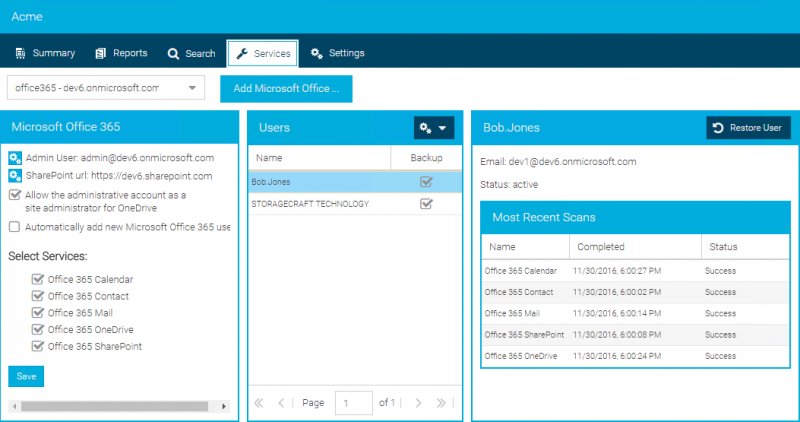 Acme
Summary
Reports
Search
Services
Settings
office365 - dev6.onmicrosoft.com
Add Microsoft Office ...
Microsoft Office 365
Admin User: admin@dev6.onmicrosoft.com
SharePoint url: https://dev6.sharepoint.com
Allow the administrative account as a
site administrator for OneDrive
Automatically add new Microsoft Office 365 use
Select Services:
Office 365 Calendar
Office 365 Contact
Office 365 Mail
Office 365 OneDrive
Office 365 SharePoint
Save
Users
Name Backup
Bob.Jones
STORAGECRAFT TECHNOLOGY
Page 1 of 1
Bob.Jones
Restore User
Email: dev1@dev6.onmicrosoft.com
Status: active
Most Recent Scans
Name Completed Status
Office 365 Calendar 11/30/2016, 6:00:27 PM Success
Office 365 Contact 11/30/2016, 6:00:02 PM Success
Office 365 Mail 11/30/2016, 6:00:14 PM Success
Office 365 SharePoint 11/30/2016, 6:00:08 PM Success
Office 365 OneDrive 11/30/2016, 6:00:24 PM Success